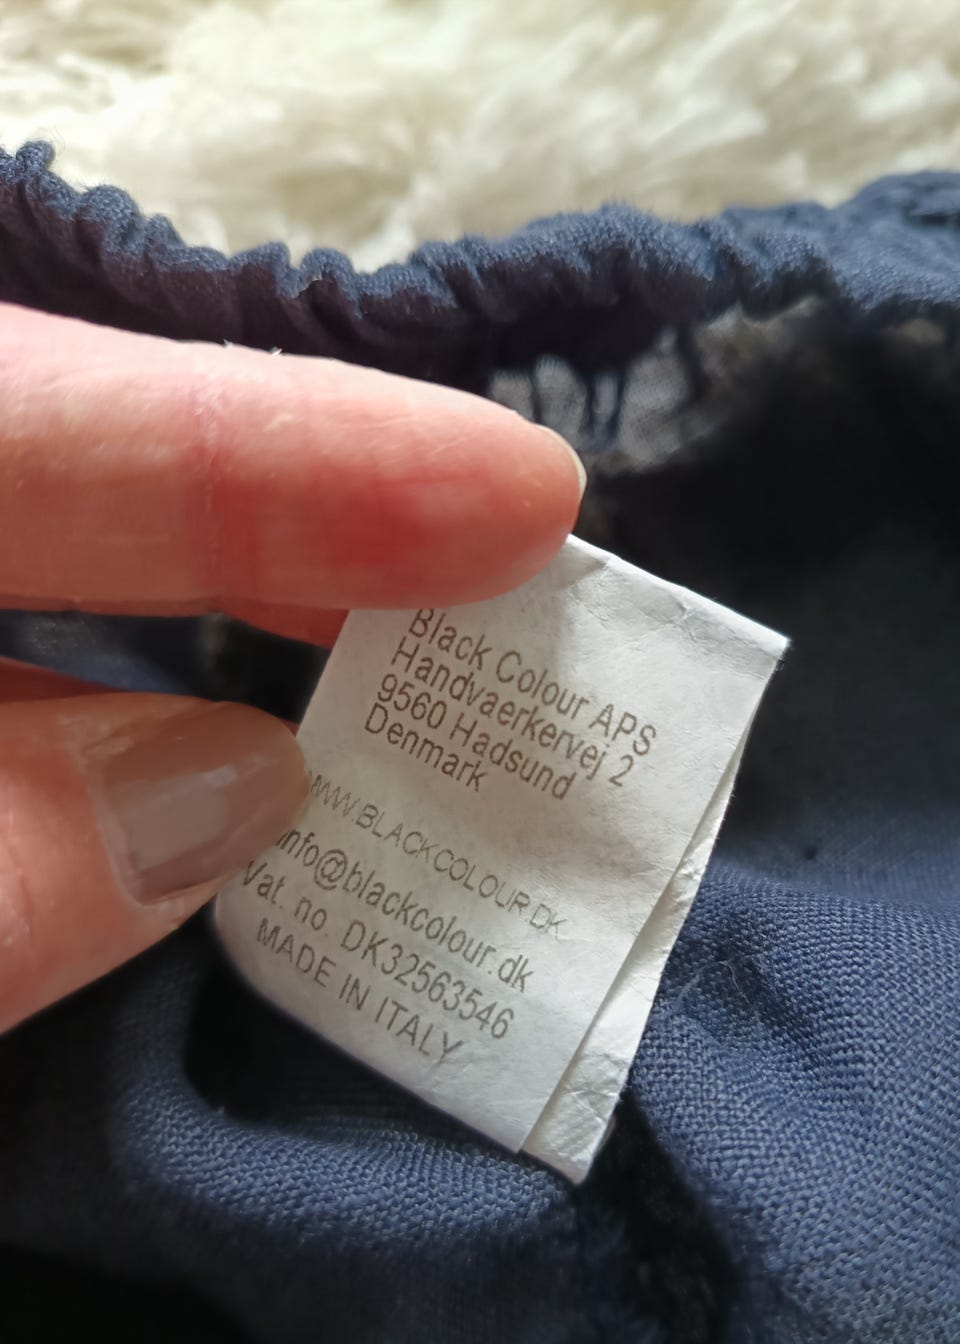 Black Colour APS
Handvaerkervej 2
9560 Hadsund
Denmark
WWW.BLACKCOLOUR.DK
info@blackcolour.dk
Vat. no. DK32563546
MADE IN ITALY